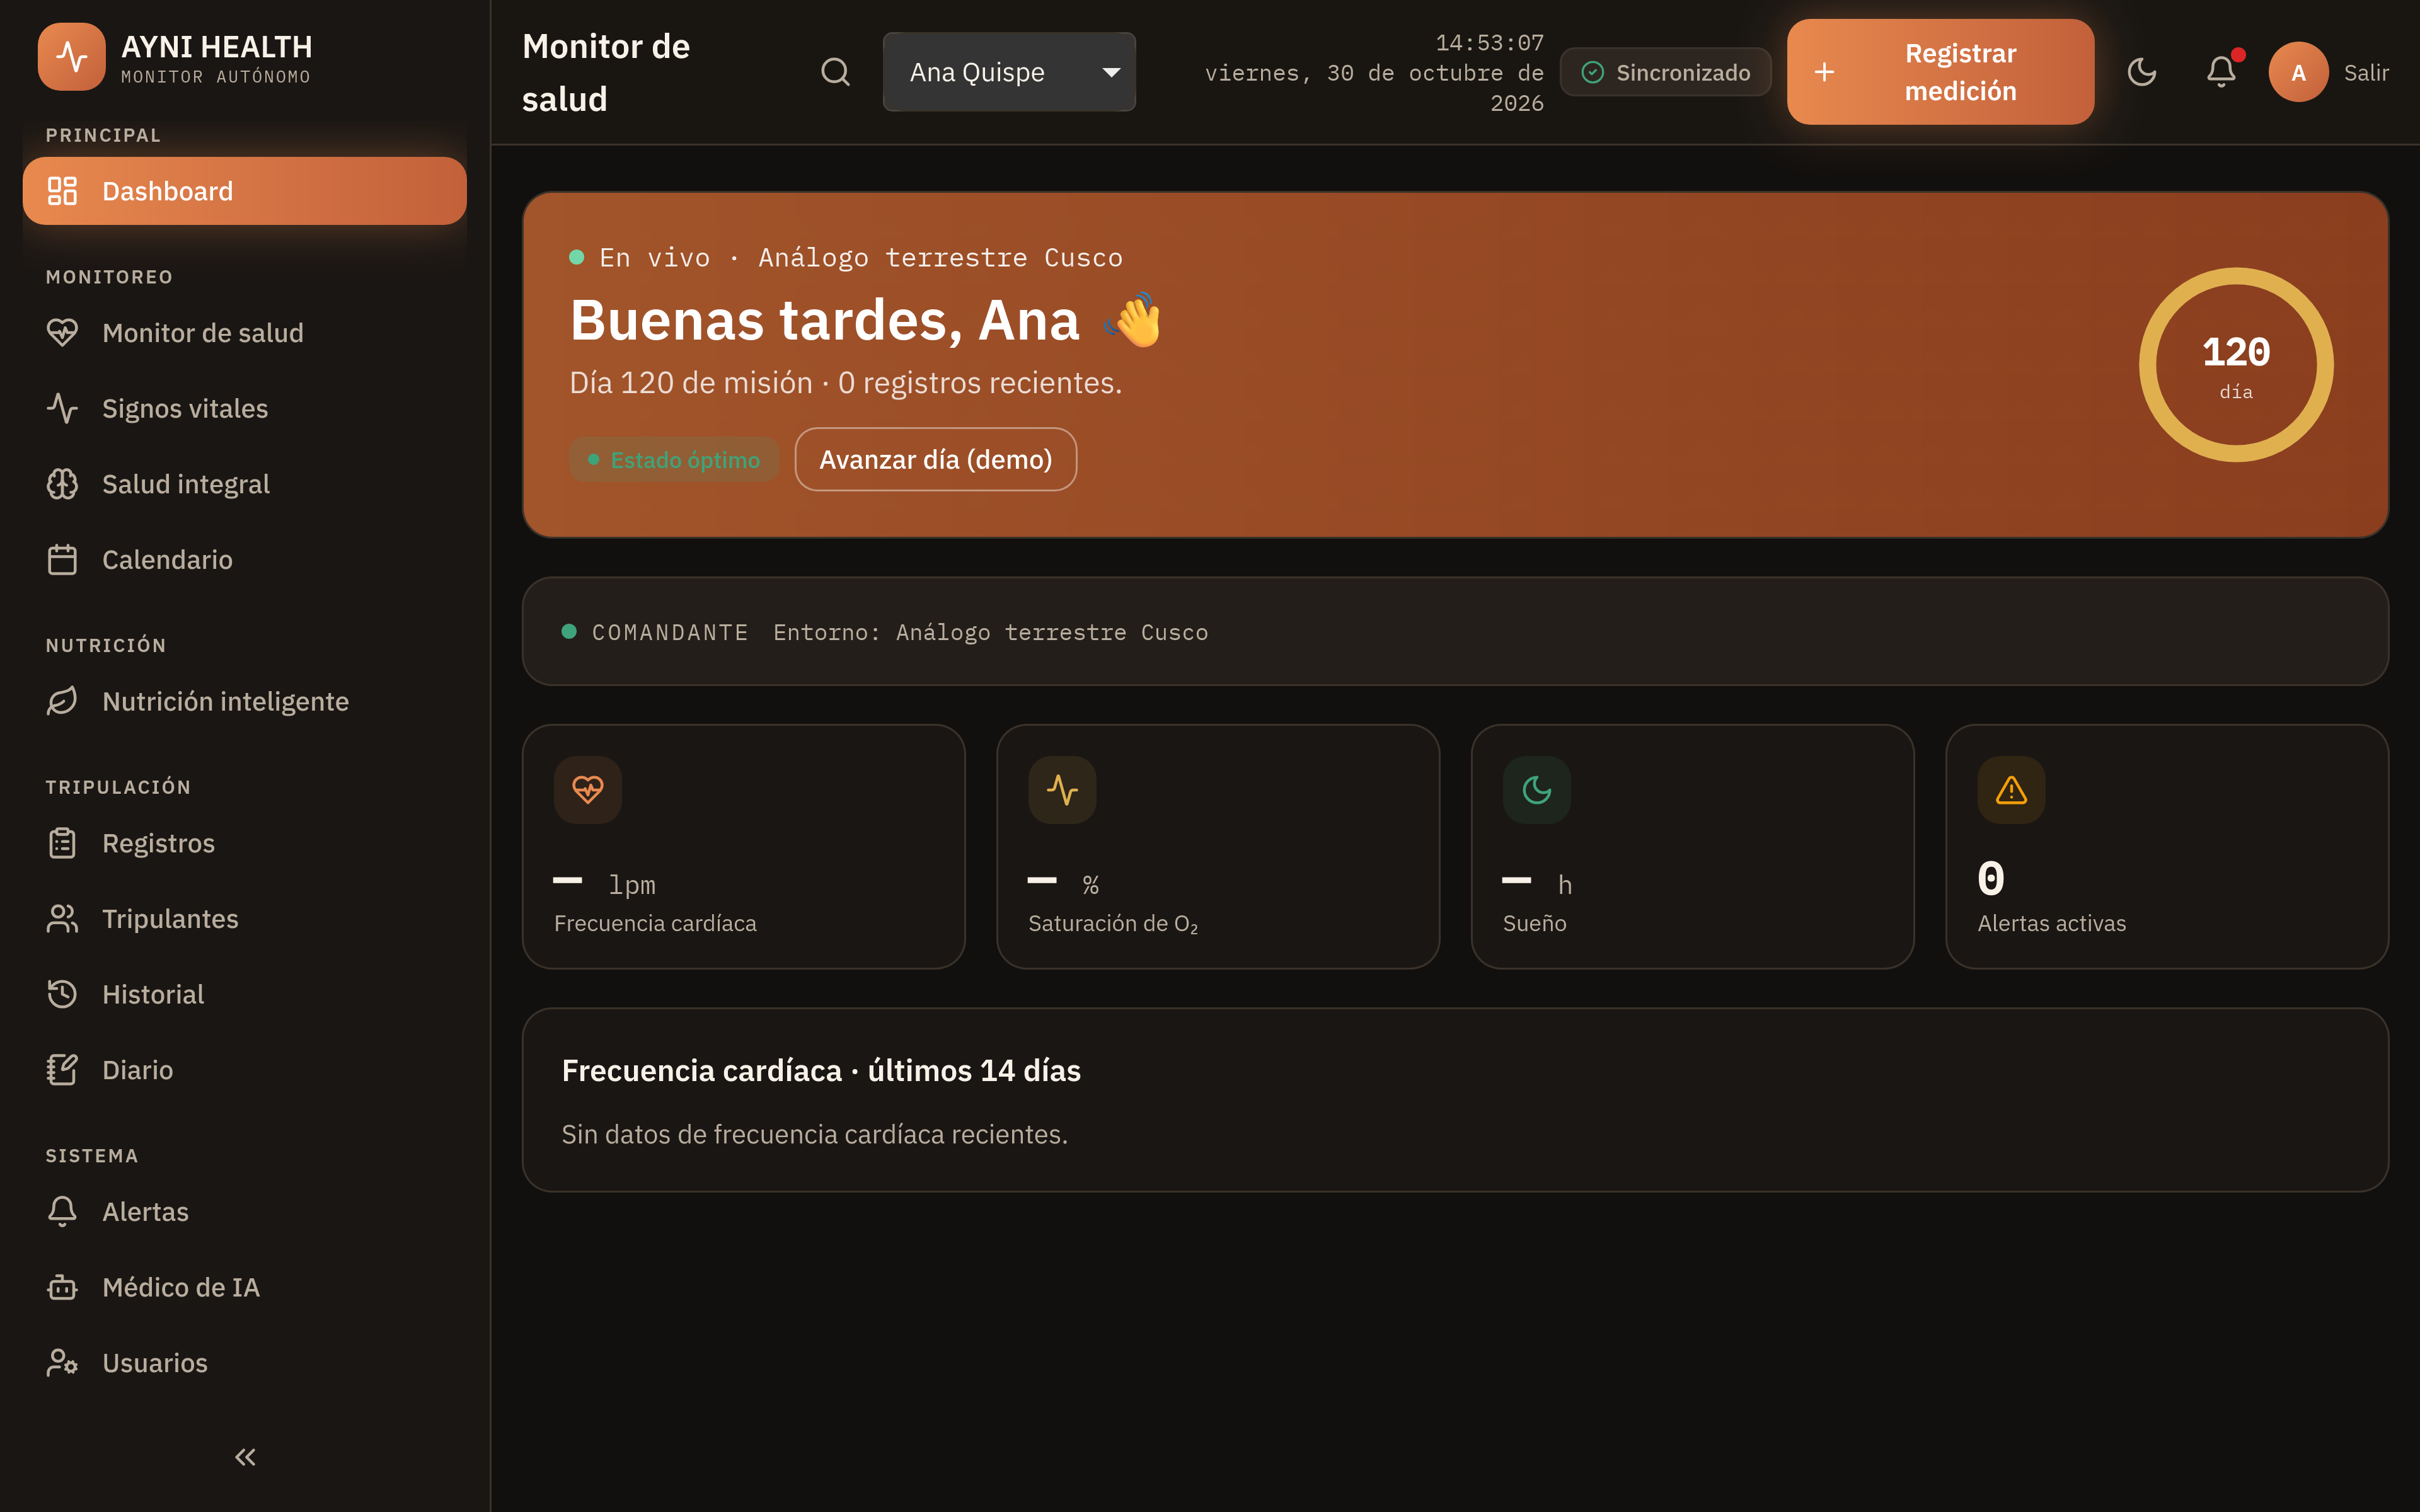 AYNI HEALTH
MONITOR AUTÓNOMO
PRINCIPAL
Dashboard
MONITOREO
Monitor de salud
Signos vitales
Salud integral
Calendario
NUTRICIÓN
Nutrición inteligente
TRIPULACIÓN
Registros
Tripulantes
Historial
Diario
SISTEMA
Alertas
Médico de IA
Usuarios
Monitor de
salud
Ana Quispe
14:53:07
viernes, 30 de octubre de
2026
Sincronizado
Registrar
medición
A
Salir
En vivo · Análogo terrestre Cusco
Buenas tardes, Ana 👋
Día 120 de misión · 0 registros recientes.
Estado óptimo
Avanzar día (demo)
120
día
COMANDANTE Entorno: Análogo terrestre Cusco
— lpm
Frecuencia cardíaca
— %
Saturación de O₂
— h
Sueño
0
Alertas activas
Frecuencia cardíaca · últimos 14 días
Sin datos de frecuencia cardíaca recientes.